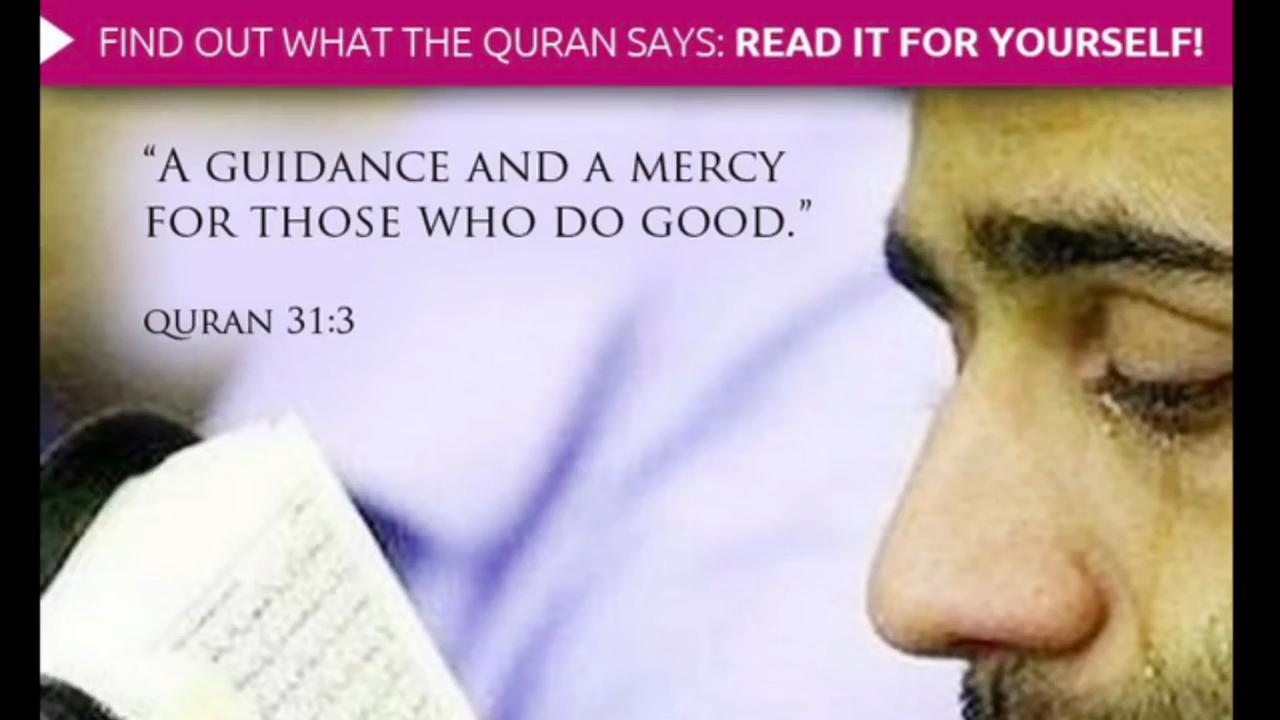 FIND OUT WHAT THE QURAN SAYS: READ IT FOR YOURSELF!
“A GUIDANCE AND A MERCY
FOR THOSE WHO DO GOOD.”
QURAN 31:3